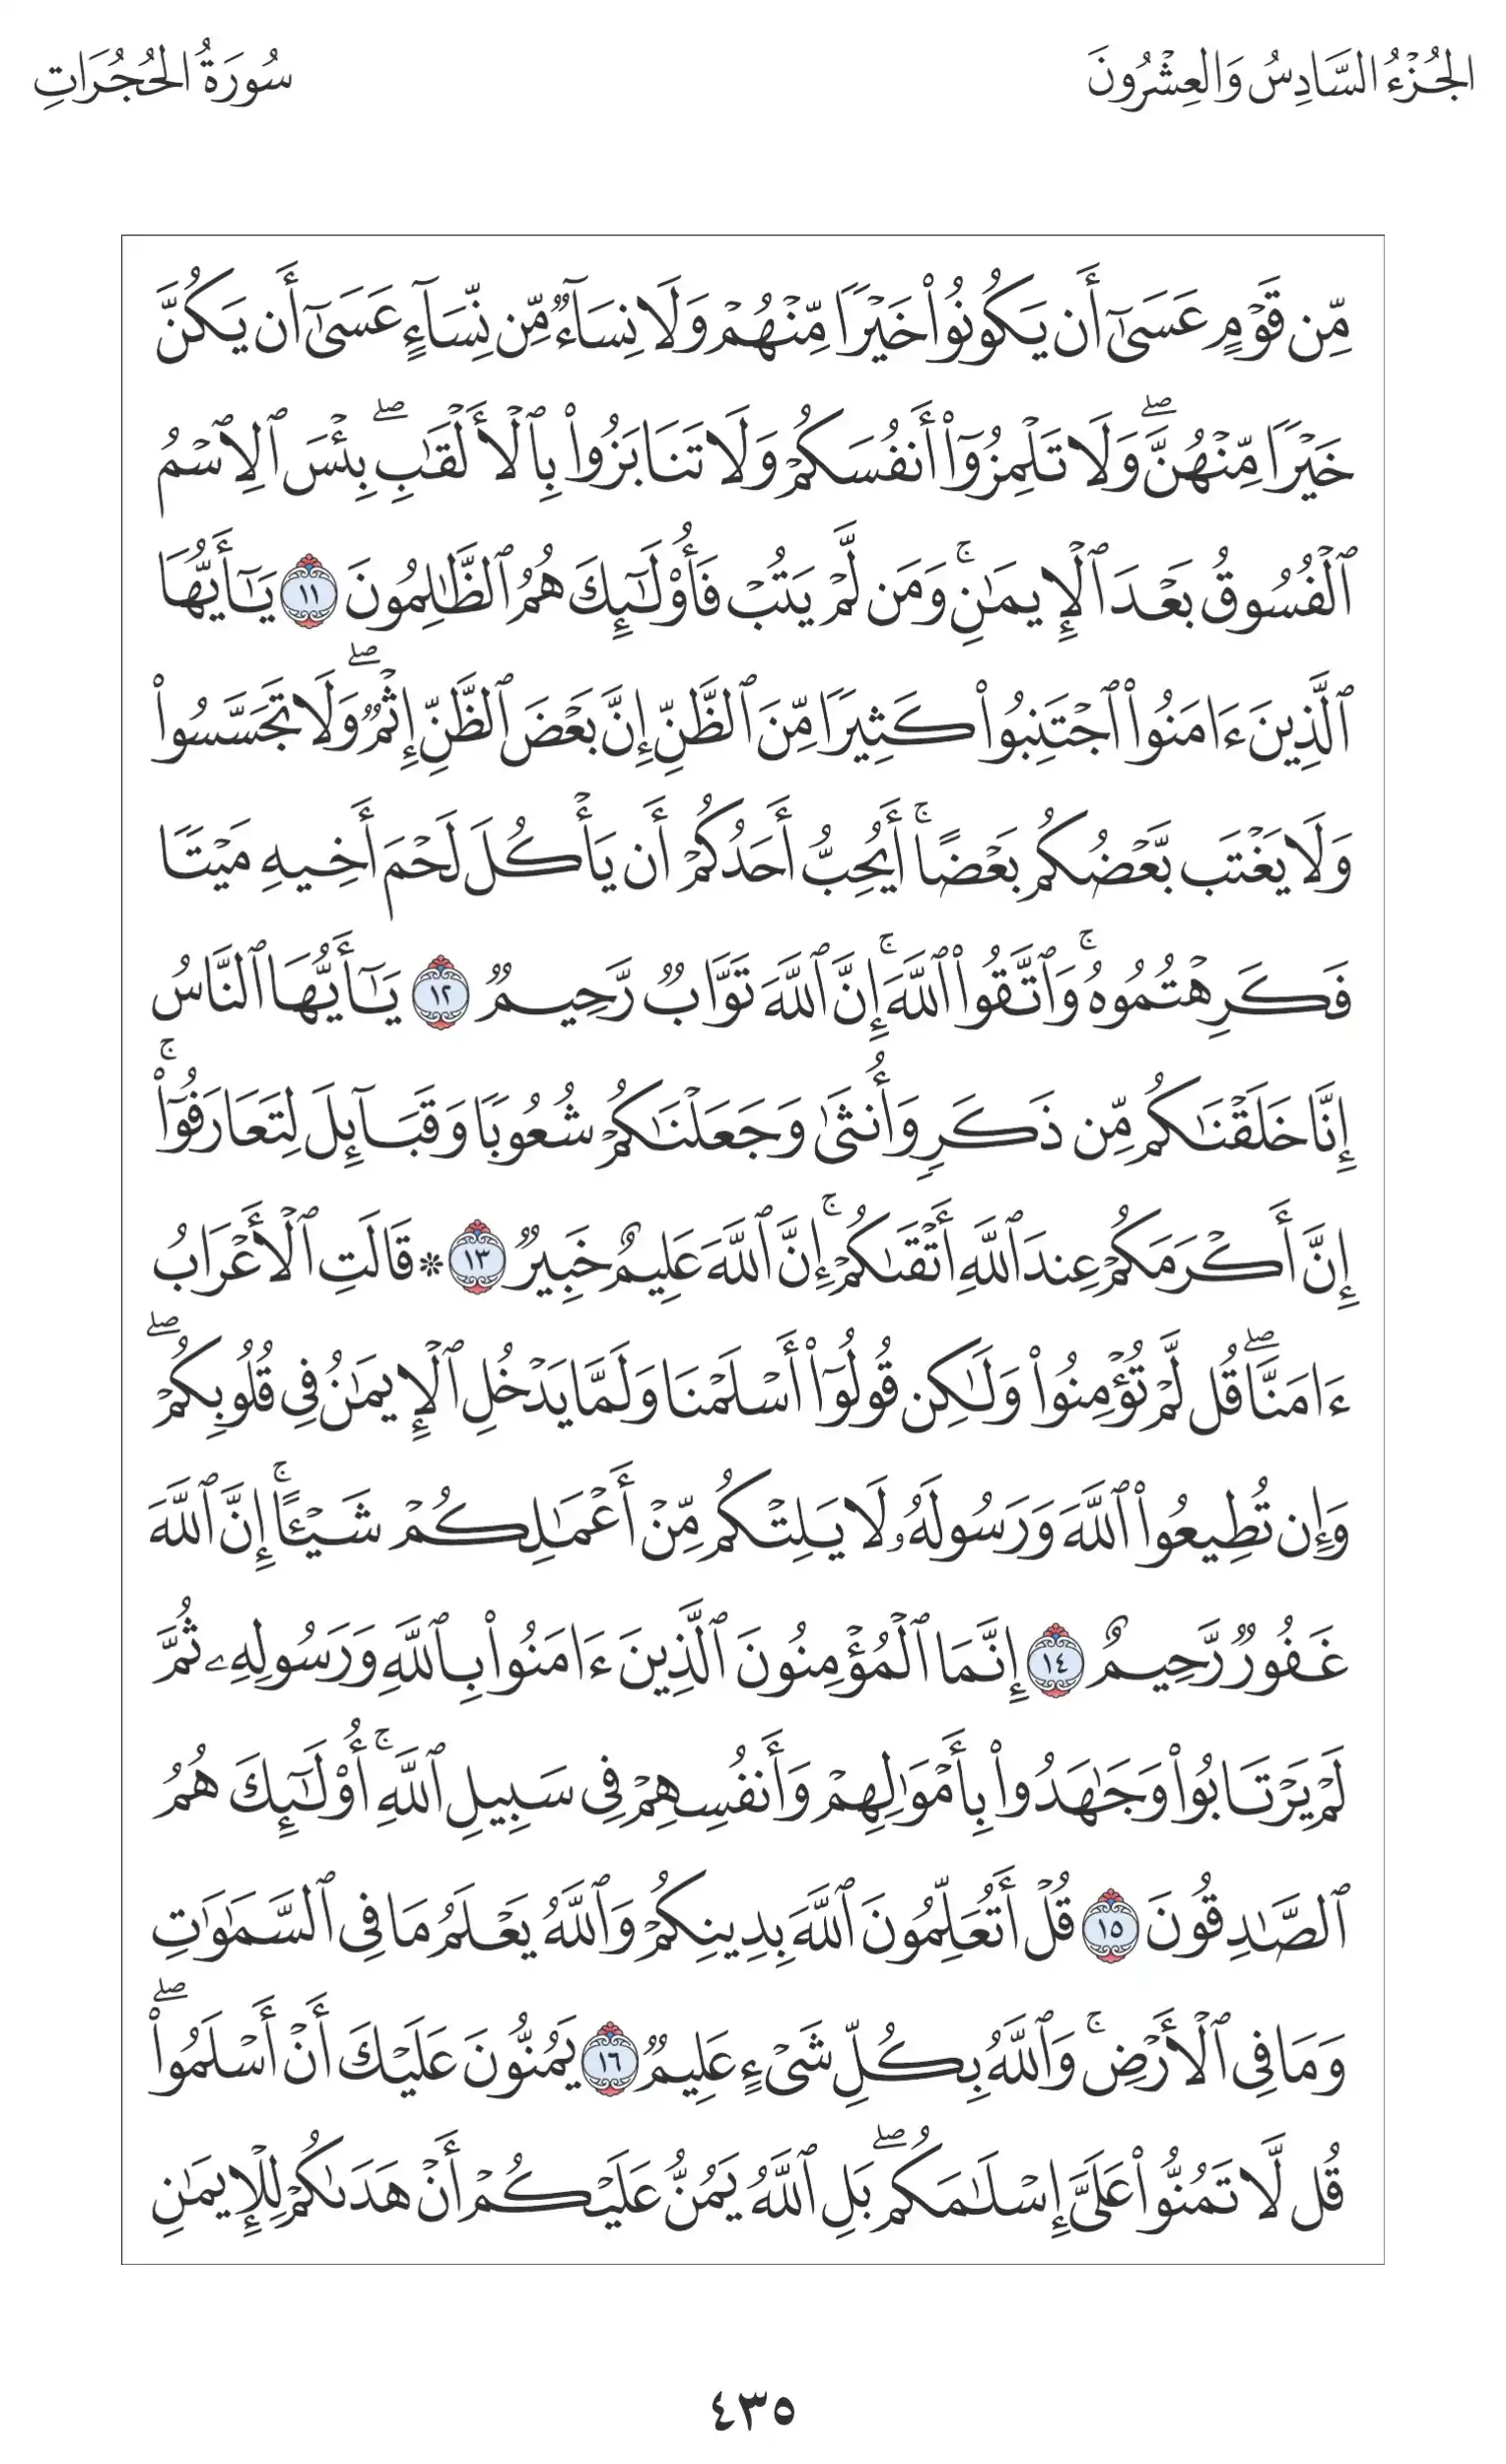 الجُزْءُ السَّادِسُ وَالعِشْرُونَ
سُورَةُ الحُجُرَاتِ
مِّن قَوْمٍ عَسَىٰٓ أَن يَكُونُوا۟ خَيْرًا مِّنْهُمْ وَلَا نِسَآءٌ مِّن نِّسَآءٍ عَسَىٰٓ أَن يَكُنَّ
خَيْرًا مِّنْهُنَّۖ وَلَا تَلْمِزُوٓا۟ أَنفُسَكُمْ وَلَا تَنَابَزُوا۟ بِٱلْأَلْقَٰبِۖ بِئْسَ ٱلِٱسْمُ
ٱلْفُسُوقُ بَعْدَ ٱلْإِيمَٰنِۚ وَمَن لَّمْ يَتُبْ فَأُو۟لَٰٓئِكَ هُمُ ٱلظَّٰلِمُونَ ١١ يَٰٓأَيُّهَا
ٱلَّذِينَ ءَامَنُوا۟ ٱجْتَنِبُوا۟ كَثِيرًا مِّنَ ٱلظَّنِّ إِنَّ بَعْضَ ٱلظَّنِّ إِثْمٌۖ وَلَا تَجَسَّسُوا۟
وَلَا يَغْتَب بَّعْضُكُم بَعْضًاۚ أَيُحِبُّ أَحَدُكُمْ أَن يَأْكُلَ لَحْمَ أَخِيهِ مَيْتًا
فَكَرِهْتُمُوهُۚ وَٱتَّقُوا۟ ٱللَّهَۚ إِنَّ ٱللَّهَ تَوَّابٌ رَّحِيمٌ ١٢ يَٰٓأَيُّهَا ٱلنَّاسُ
إِنَّا خَلَقْنَٰكُم مِّن ذَكَرٍ وَأُنثَىٰ وَجَعَلْنَٰكُمْ شُعُوبًا وَقَبَآئِلَ لِتَعَارَفُوٓا۟ۚ
إِنَّ أَكْرَمَكُمْ عِندَ ٱللَّهِ أَتْقَىٰكُمْۚ إِنَّ ٱللَّهَ عَلِيمٌ خَبِيرٌ ١٣ * قَالَتِ ٱلْأَعْرَابُ
ءَامَنَّاۖ قُل لَّمْ تُؤْمِنُوا۟ وَلَٰكِن قُولُوٓا۟ أَسْلَمْنَا وَلَمَّا يَدْخُلِ ٱلْإِيمَٰنُ فِى قُلُوبِكُمْۖ
وَإِن تُطِيعُوا۟ ٱللَّهَ وَرَسُولَهُۥ لَا يَلِتْكُم مِّنْ أَعْمَٰلِكُمْ شَيْـًٔاۚ إِنَّ ٱللَّهَ
غَفُورٌ رَّحِيمٌ ١٤ إِنَّمَا ٱلْمُؤْمِنُونَ ٱلَّذِينَ ءَامَنُوا۟ بِٱللَّهِ وَرَسُولِهِۦ ثُمَّ
لَمْ يَرْتَابُوا۟ وَجَٰهَدُوا۟ بِأَمْوَٰلِهِمْ وَأَنفُسِهِمْ فِى سَبِيلِ ٱللَّهِۚ أُو۟لَٰٓئِكَ هُمُ
ٱلصَّٰدِقُونَ ١٥ قُلْ أَتُعَلِّمُونَ ٱللَّهَ بِدِينِكُمْ وَٱللَّهُ يَعْلَمُ مَا فِى ٱلسَّمَٰوَٰتِ
وَمَا فِى ٱلْأَرْضِۚ وَٱللَّهُ بِكُلِّ شَىْءٍ عَلِيمٌ ١٦ يَمُنُّونَ عَلَيْكَ أَنْ أَسْلَمُوا۟ۖ
قُل لَّا تَمُنُّوا۟ عَلَىَّ إِسْلَٰمَكُمۖ بَلِ ٱللَّهُ يَمُنُّ عَلَيْكُمْ أَنْ هَدَىٰكُمْ لِلْإِيمَٰنِ
٤٣٥